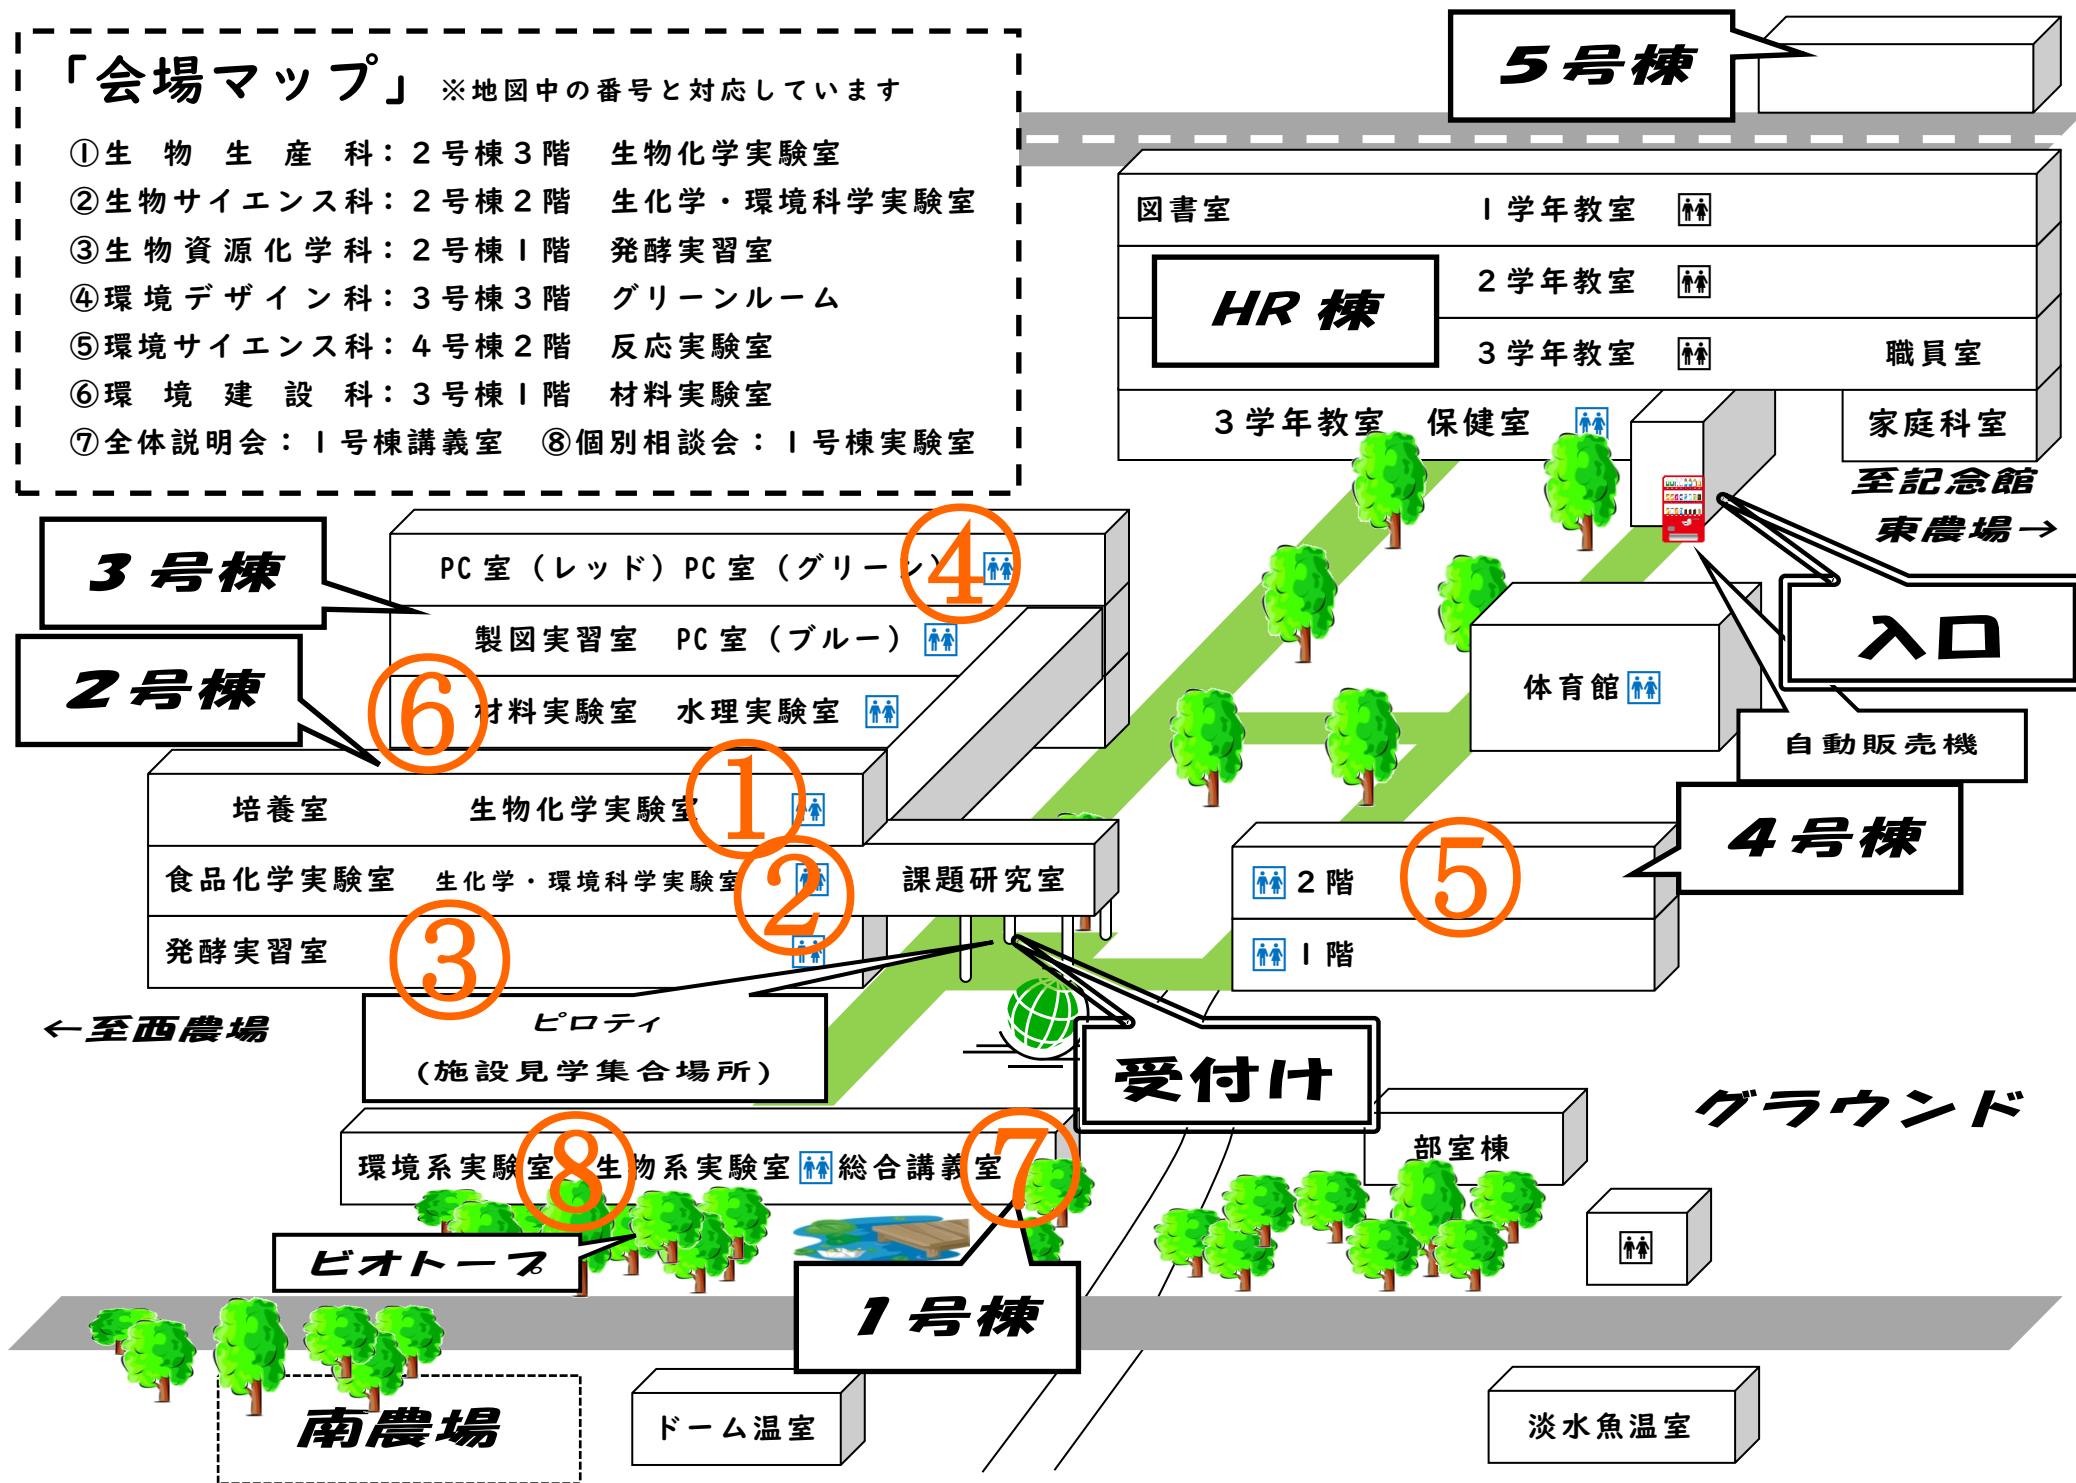 「会場マップ」 ※地図中の番号と対応しています
①生物生産科：２号棟３階 生物化学実験室
②生物サイエンス科：２号棟２階 生化学・環境科学実験室
③生物資源化学科：２号棟１階 発酵実習室
④環境デザイン科：３号棟３階 グリーンルーム
⑤環境サイエンス科：４号棟２階 反応実験室
⑥環境建設科：３号棟１階 材料実験室
⑦全体説明会：１号棟講義室 ⑧個別相談会：１号棟実験室
５号棟
図書室 １学年教室
２学年教室
HR 棟
３学年教室 職員室
３学年教室 保健室 家庭科室
至記念館
東農場→
入口
自動販売機
体育館
３号棟
PC 室（レッド）PC 室（グリーン）
④
製図実習室 PC 室（ブルー）
材料実験室 水理実験室
⑥
２号棟
培養室 生物化学実験室
①
食品化学実験室 生化学・環境科学実験室 課題研究室
②
発酵実習室
③
４号棟
２階
⑤
１階
←至西農場
ピロティ
(施設見学集合場所)
受付け
グラウンド
環境系実験室 生物系実験室 総合講義室
⑧
⑦
部室棟
ビオトープ
１号棟
南農場
ドーム温室
淡水魚温室